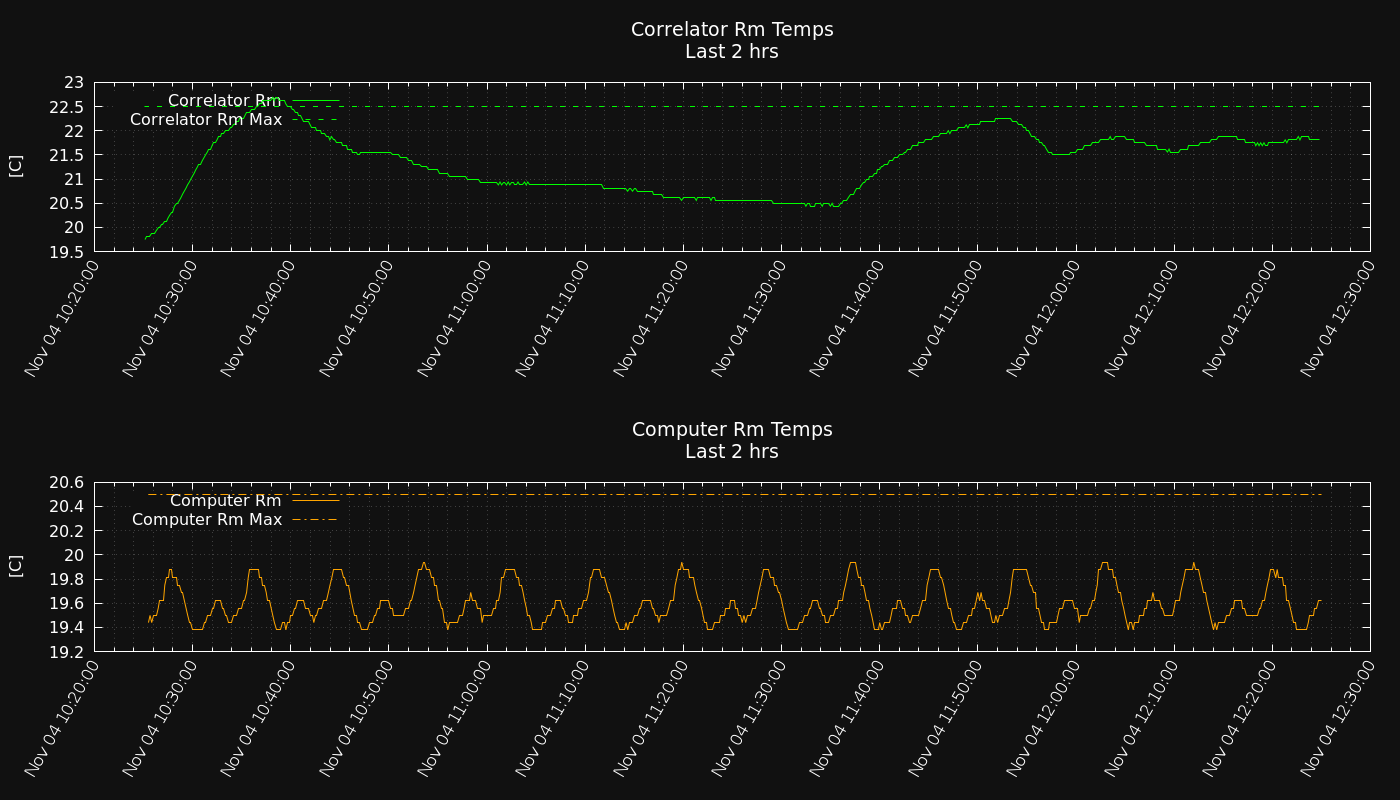 Correlator Rm Temps
Last 2 hrs
[C]
23
22.5
22
21.5
21
20.5
20
19.5
Correlator Rm
Correlator Rm Max
Nov 04 10:20:00
Nov 04 10:30:00
Nov 04 10:40:00
Nov 04 10:50:00
Nov 04 11:00:00
Nov 04 11:10:00
Nov 04 11:20:00
Nov 04 11:30:00
Nov 04 11:40:00
Nov 04 11:50:00
Nov 04 12:00:00
Nov 04 12:10:00
Nov 04 12:20:00
Nov 04 12:30:00
Computer Rm Temps
Last 2 hrs
[C]
20.6
20.4
20.2
20
19.8
19.6
19.4
19.2
Computer Rm
Computer Rm Max
Nov 04 10:20:00
Nov 04 10:30:00
Nov 04 10:40:00
Nov 04 10:50:00
Nov 04 11:00:00
Nov 04 11:10:00
Nov 04 11:20:00
Nov 04 11:30:00
Nov 04 11:40:00
Nov 04 11:50:00
Nov 04 12:00:00
Nov 04 12:10:00
Nov 04 12:20:00
Nov 04 12:30:00